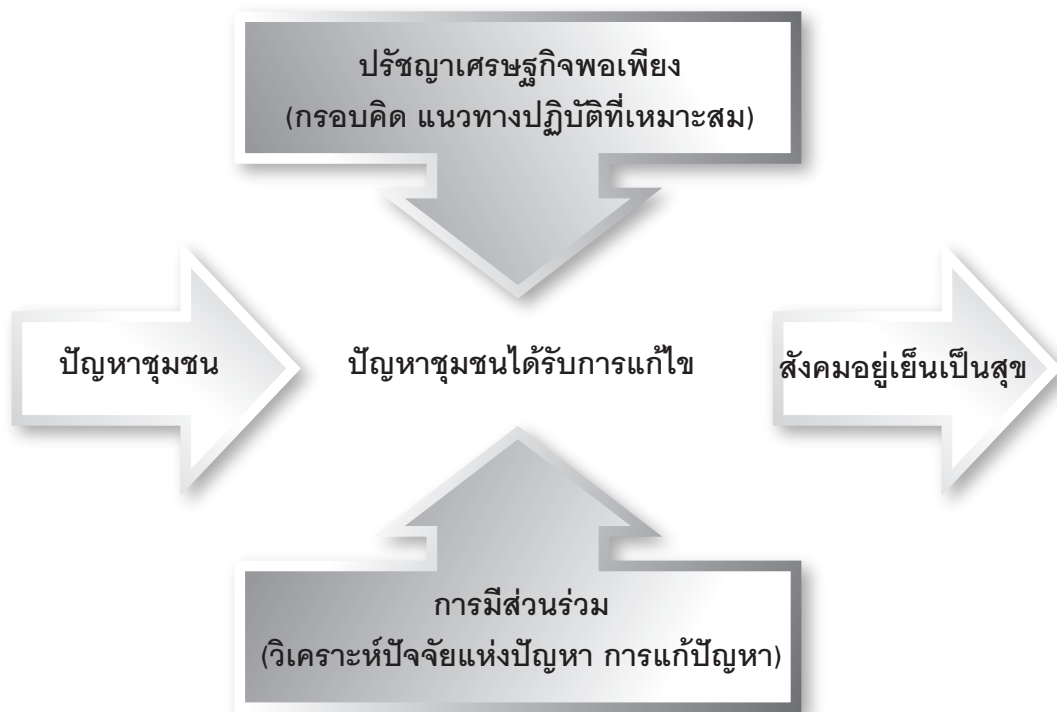 ปรัชญาเศรษฐกิจพอเพียง
(กรอบคิด แนวทางปฏิบัติที่เหมาะสม)
ปัญหาชุมชน
ปัญหาชุมชนได้รับการแก้ไข
สังคมอยู่เย็นเป็นสุข
การมีส่วนร่วม
(วิเคราะห์ปัจจัยแห่งปัญหา การแก้ปัญหา)